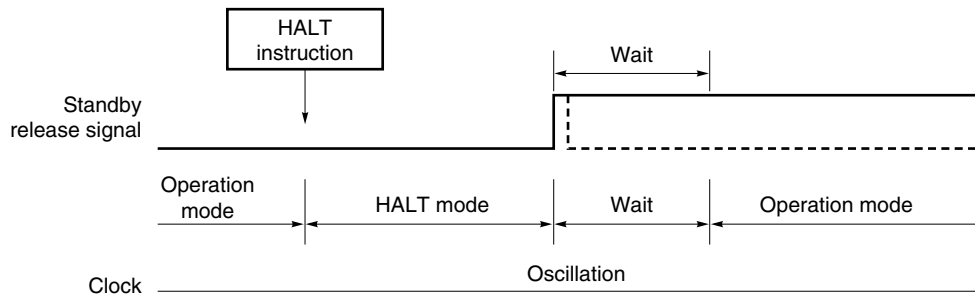 HALT
instruction
Wait
Standby
release signal
Operation
mode
HALT mode
Wait
Operation mode
Oscillation
Clock